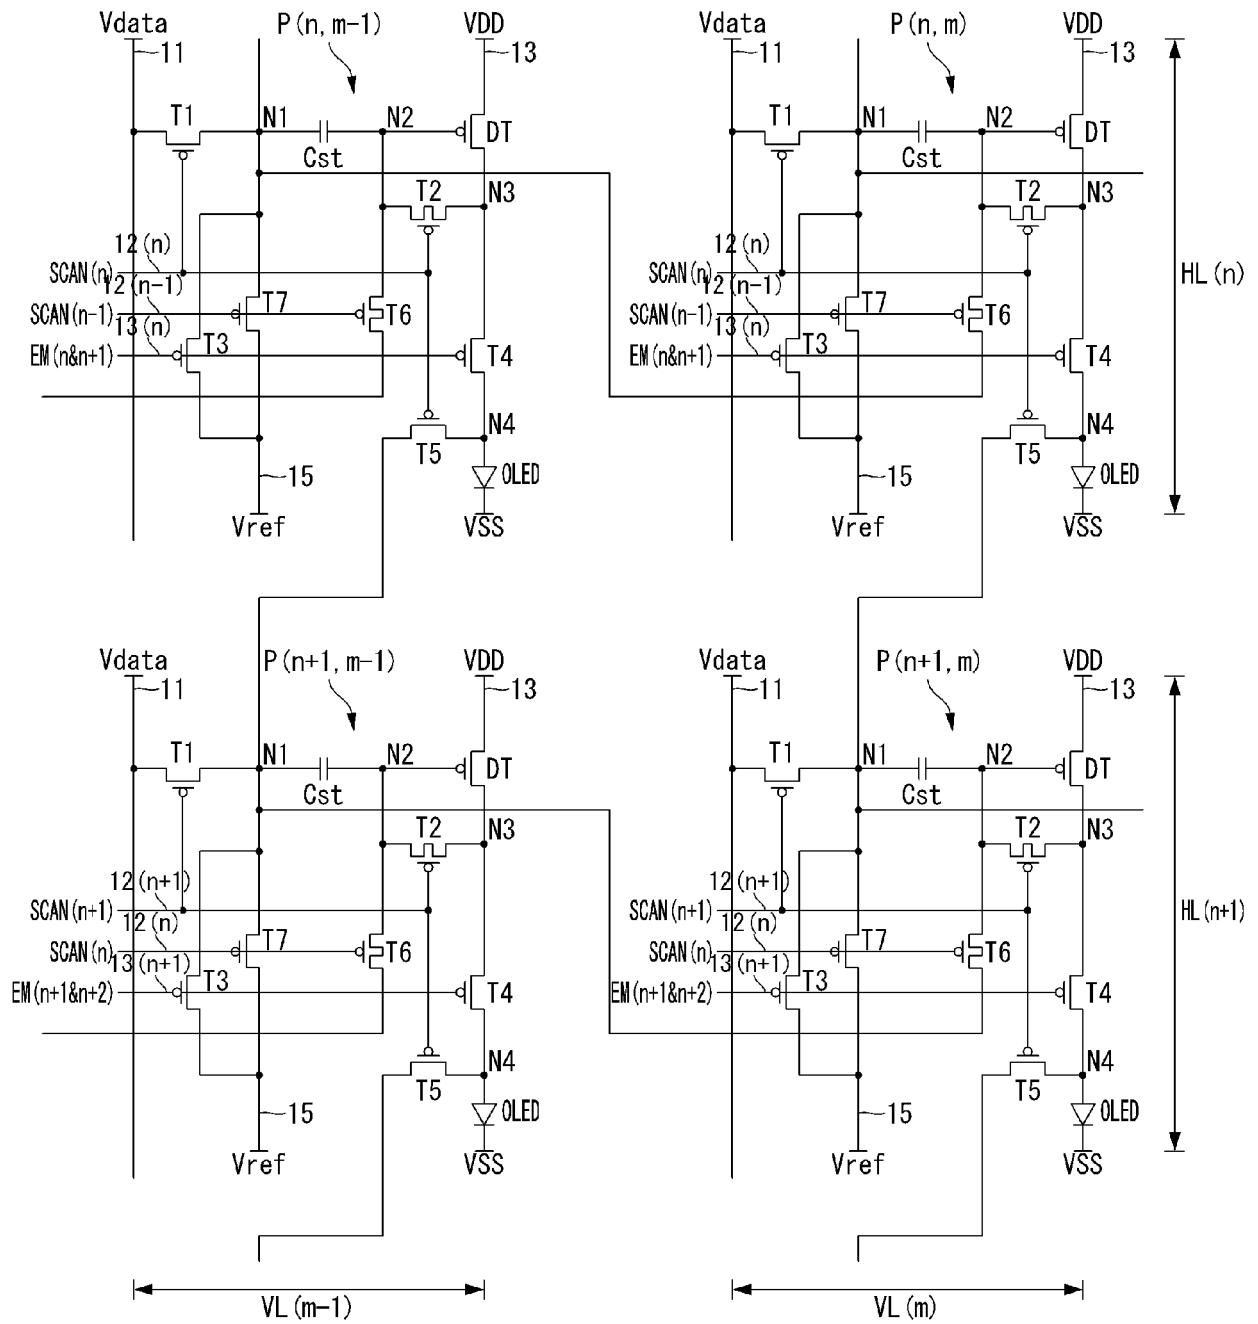 Vdata P(n,m−1) VDD Vdata P(n,m) VDD
11 13 11 13
T1 N1 N2 DT T1 N1 N2 DT
Cst Cst
T2 N3 T2 N3
12(n) 12(n)
SCAN(n) SCAN(n) HL(n)
12(n−1) 12(n−1)
SCAN(n−1) T7 T6 SCAN(n−1) T7 T6
13(n) 13(n)
EM(n&n+1) T3 T4 EM(n&n+1) T3 T4
N4 N4
T5 T5
15 OLED 15 OLED
Vref VSS Vref VSS
Vdata P(n+1,m−1) VDD Vdata P(n+1,m) VDD
11 13 11 13
T1 N1 N2 DT T1 N1 N2 DT
Cst Cst
T2 N3 T2 N3
12(n+1) 12(n+1)
SCAN(n+1) SCAN(n+1) HL(n+1)
12(n) 12(n)
SCAN(n) T7 T6 SCAN(n) T7 T6
13(n+1) 13(n+1)
EM(n+1&n+2) T3 T4 EM(n+1&n+2) T3 T4
N4 N4
T5 T5
15 OLED 15 OLED
Vref VSS Vref VSS
VL(m−1) VL(m)